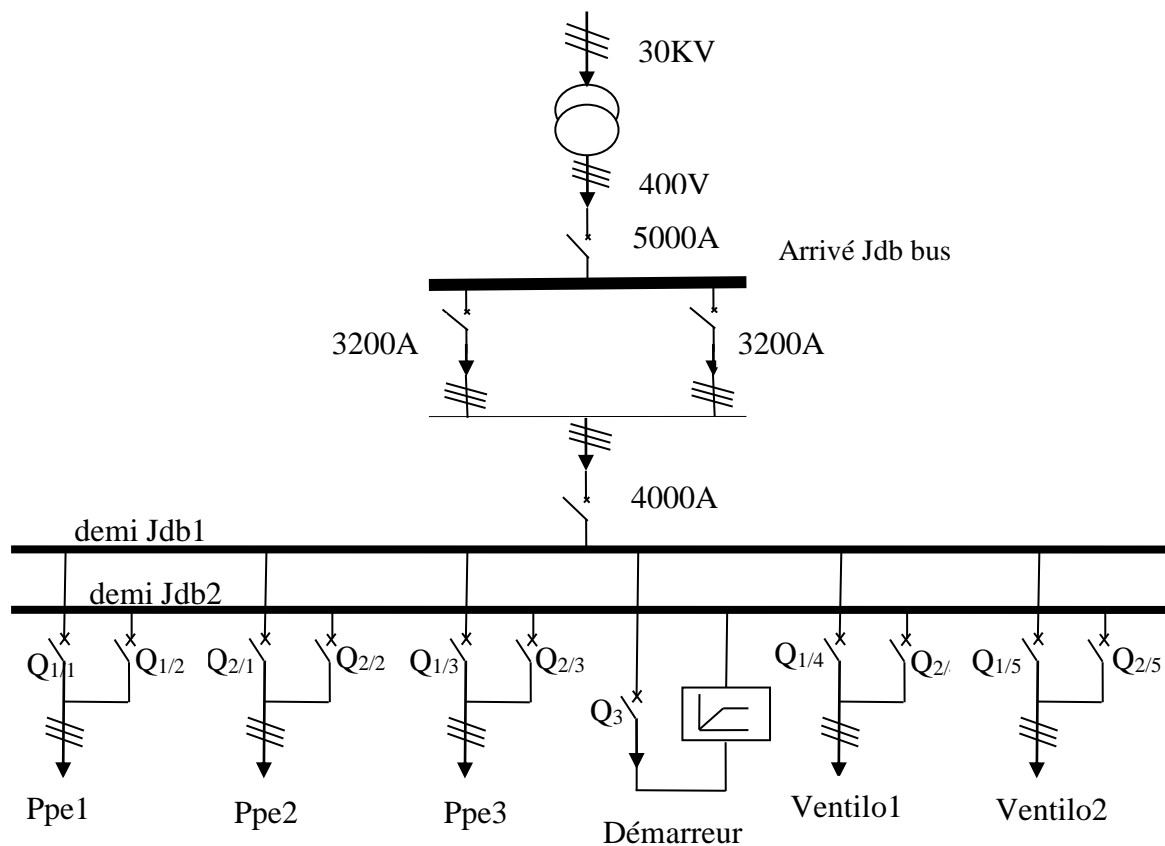 30KV
400V
5000A
Arrivé Jdb bus
3200A
3200A
4000A
demi Jdb1
demi Jdb2
Q1/1
Q1/2
Q2/1
Q2/2
Q1/3
Q2/3
Q3
Q1/4
Q2/
Q1/5
Q2/5
Ppe1
Ppe2
Ppe3
Démarreur
Ventilo1
Ventilo2